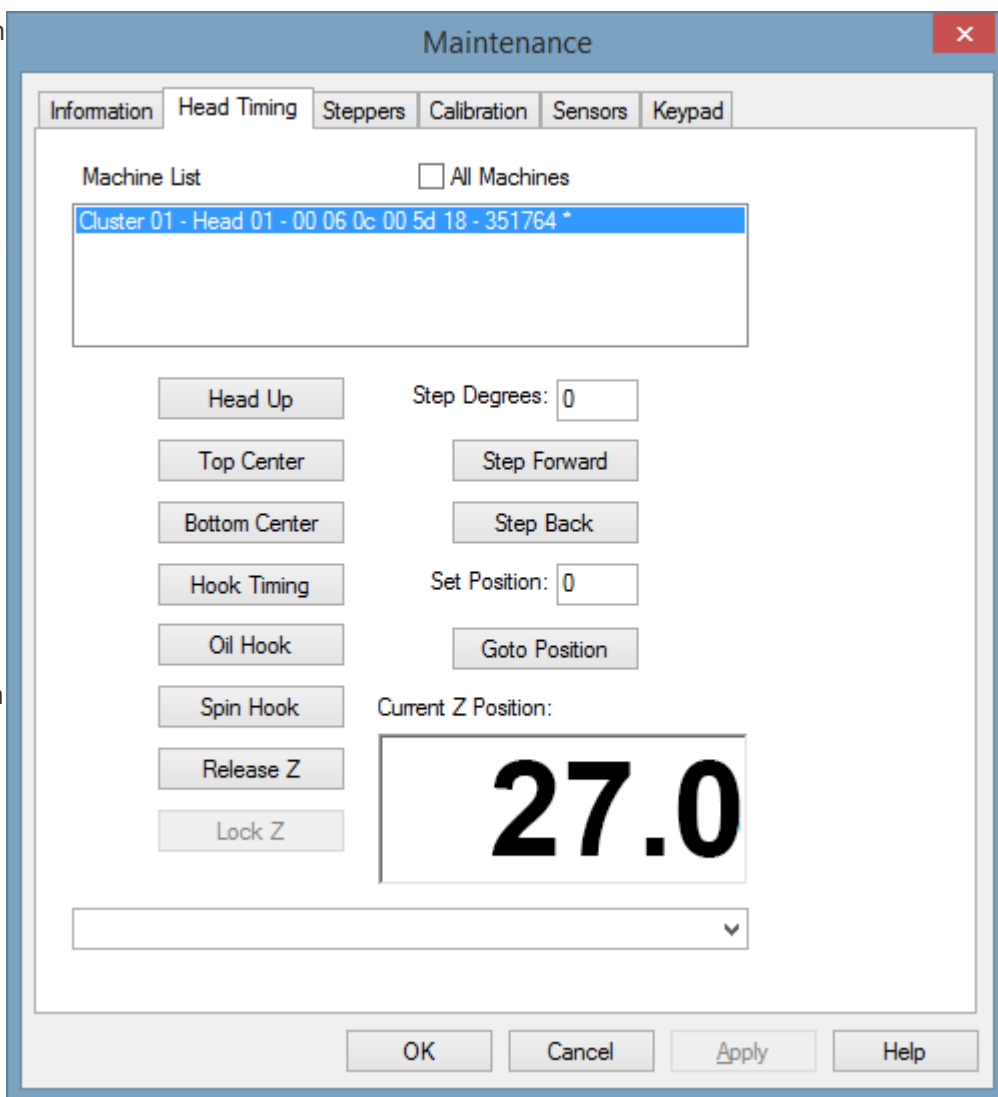 Maintenance
Information Head Timing Steppers Calibration Sensors Keypad
Machine List All Machines
Cluster 01 - Head 01 - 00 06 0c 00 5d 18 - 351764 *
Head Up Step Degrees: 0
Top Center Step Forward
Bottom Center Step Back
Hook Timing Set Position: 0
Oil Hook Goto Position
Spin Hook Current Z Position:
Release Z
27.0
Lock Z
OK Cancel Apply Help